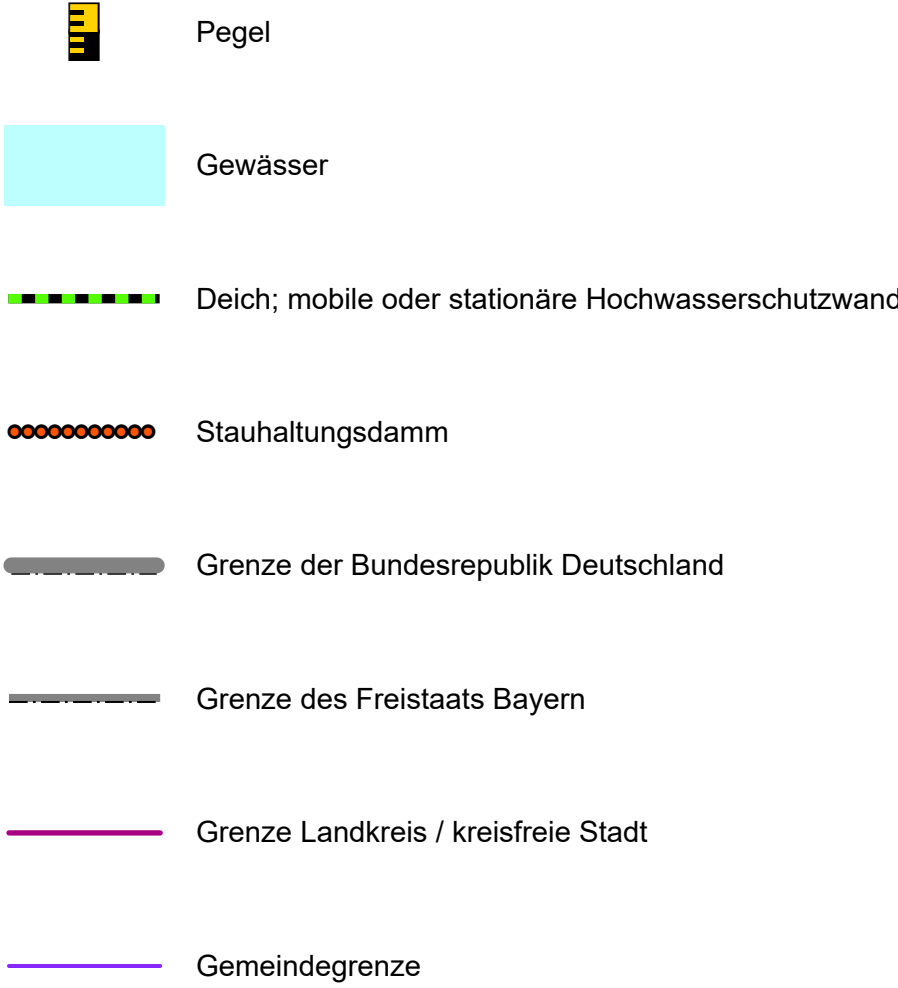 Pegel
Gewässer
Deich; mobile oder stationäre Hochwasserschutzwand
Stauhaltungsdamm
Grenze der Bundesrepublik Deutschland
Grenze des Freistaats Bayern
Grenze Landkreis / kreisfreie Stadt
Gemeindegrenze